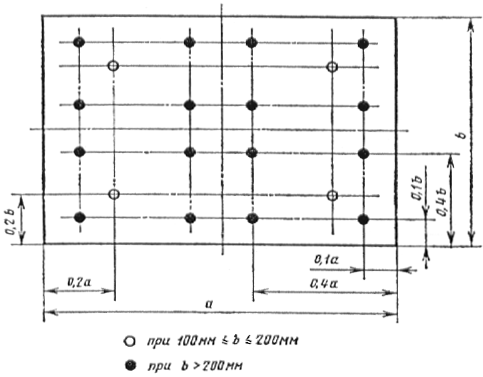 b
0,1b
0,4b
0,2b
0,1a
0,2a
0,4a
a
при 100мм ≤ b ≤ 200мм
при b > 200мм